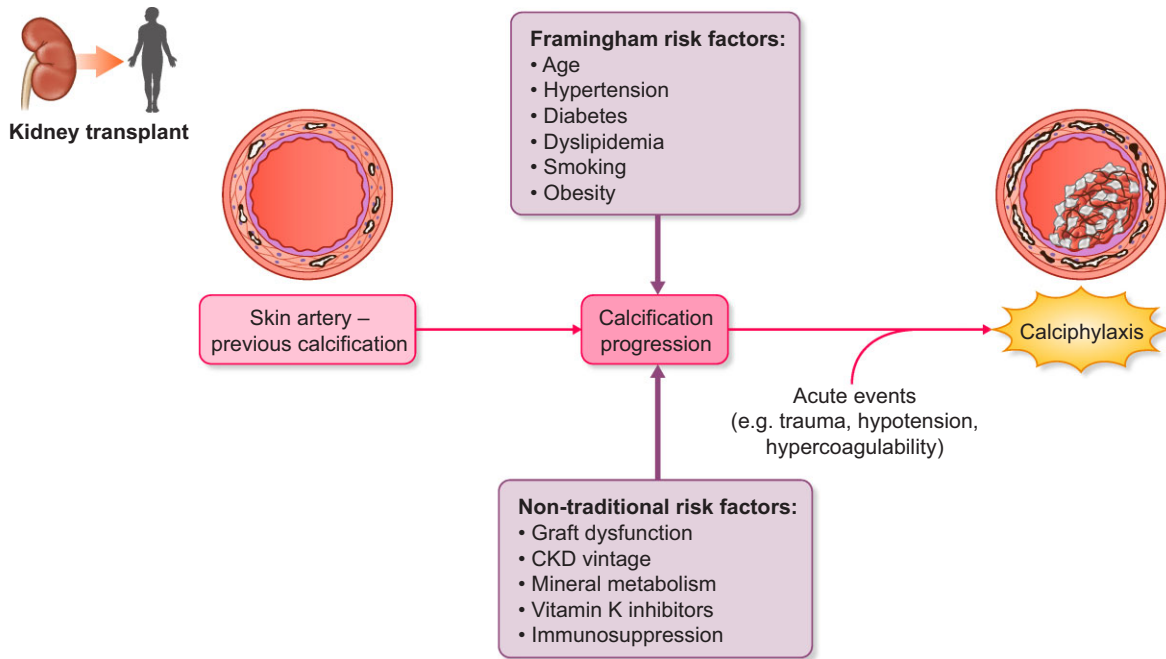 Kidney transplant
Framingham risk factors:
• Age
• Hypertension
• Diabetes
• Dyslipidemia
• Smoking
• Obesity
Skin artery –
previous calcification
Calcification
progression
Calciphylaxis
Acute events
(e.g. trauma, hypotension,
hypercoagulability)
Non-traditional risk factors:
• Graft dysfunction
• CKD vintage
• Mineral metabolism
• Vitamin K inhibitors
• Immunosuppression